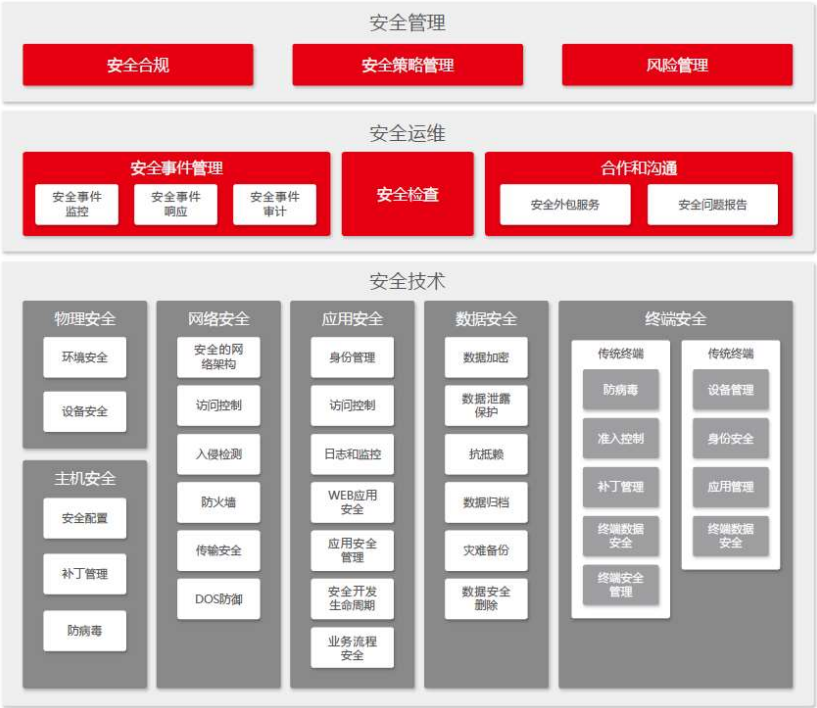 安全管理
安全合规
安全策略管理
风险管理
安全运维
安全事件管理
安全事件
监控
安全事件
响应
安全事件
审计
安全检查
合作和沟通
安全外包服务
安全问题报告
安全技术
物理安全
环境安全
设备安全
主机安全
安全配置
补丁管理
防病毒
网络安全
安全的网
络架构
访问控制
入侵检测
防火墙
传输安全
DOS防御
应用安全
身份管理
访问控制
日志和监控
WEB应用
安全
应用安全
管理
安全开发
生命周期
业务流程
安全
数据安全
数据加密
数据泄露
保护
抗抵赖
数据归档
灾难备份
数据安全
删除
终端安全
传统终端
防病毒
准入控制
补丁管理
终端数据
安全
终端安全
管理
传统终端
设备管理
身份安全
应用管理
终端数据
安全